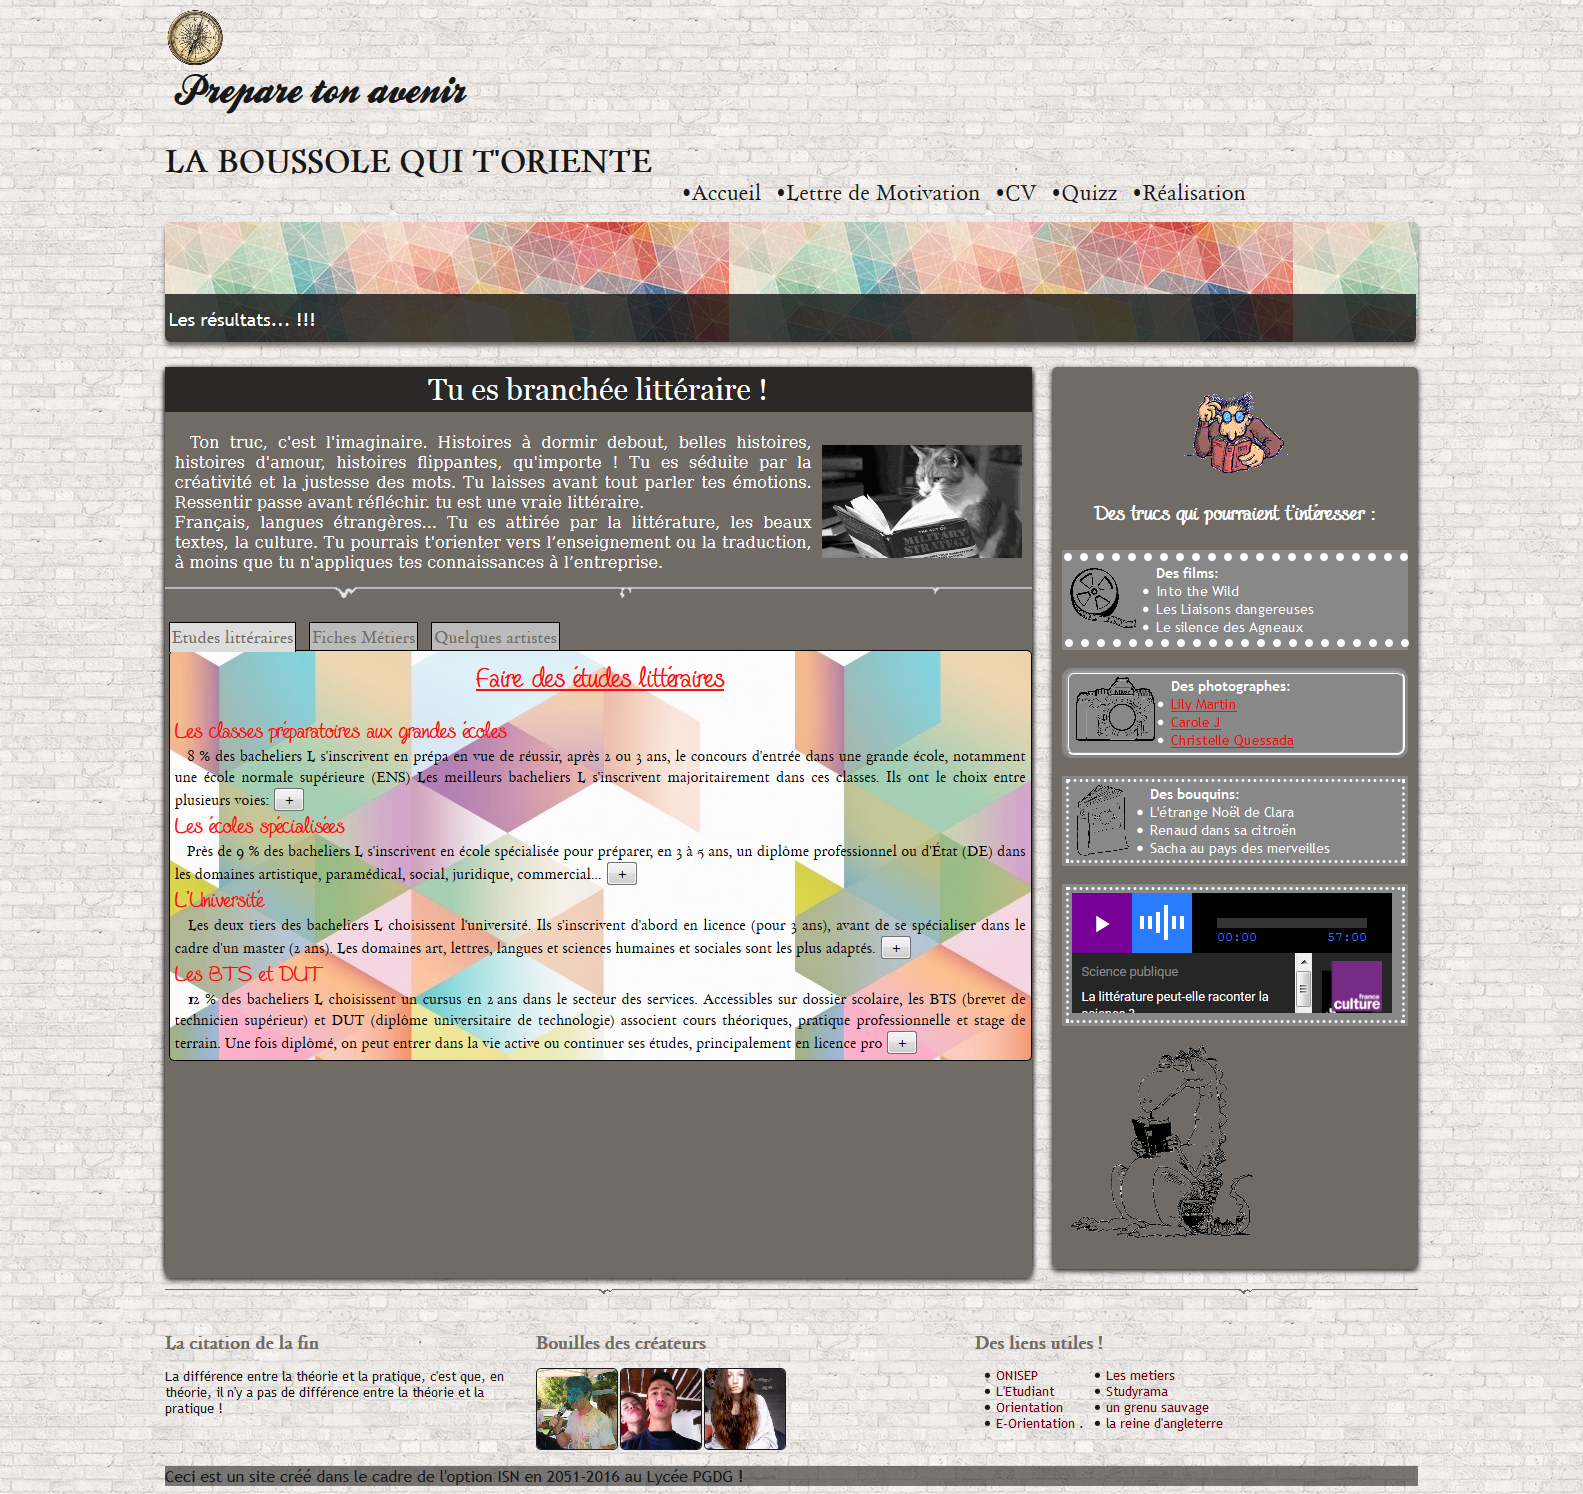 Prepare ton avenir
LA BOUSSOLE QUI T'ORIENTE
•Accueil •Lettre de Motivation •CV •Quizz •Réalisation
Les résultats... !!!
Tu es branchée littéraire !
Ton truc, c'est l'imaginaire. Histoires à dormir debout, belles histoires,
histoires d'amour, histoires flippantes, qu'importe ! Tu es séduite par la
créativité et la justesse des mots. Tu laisses avant tout parler tes émotions.
Ressentir passe avant réfléchir. tu est une vraie littéraire.
Français, langues étrangères... Tu es attirée par la littérature, les beaux
textes, la culture. Tu pourrais t'orienter vers l’enseignement ou la traduction,
à moins que tu n'appliques tes connaissances à l’entreprise.
MILITARY
STRATEGY
Etudes littéraires Fiches Métiers Quelques artistes
Faire des études littéraires
Les classes préparatoires aux grandes écoles
8 % des bacheliers L s'inscrivent en prépa en vue de réussir, après 2 ou 3 ans, le concours d'entrée dans une grande école, notamment
une école normale supérieure (ENS) Les meilleurs bacheliers L s'inscrivent majoritairement dans ces classes. Ils ont le choix entre
plusieurs voies: +
Les écoles spécialisées
Près de 9 % des bacheliers L s'inscrivent en école spécialisée pour préparer, en 3 à 5 ans, un diplôme professionnel ou d'État (DE) dans
les domaines artistique, paramédical, social, juridique, commercial... +
L'Université
Les deux tiers des bacheliers L choisissent l'université. Ils s'inscrivent d'abord en licence (pour 3 ans), avant de se spécialiser dans le
cadre d'un master (2 ans). Les domaines art, lettres, langues et sciences humaines et sociales sont les plus adaptés. +
Les BTS et DUT
12 % des bacheliers L choisissent un cursus en 2 ans dans le secteur des services. Accessibles sur dossier scolaire, les BTS (brevet de
technicien supérieur) et DUT (diplôme universitaire de technologie) associent cours théoriques, pratique professionnelle et stage de
terrain. Une fois diplômé, on peut entrer dans la vie active ou continuer ses études, principalement en licence pro +
Des trucs qui pourraient t'intéresser :
Des films:
• Into the Wild
• Les Liaisons dangereuses
• Le silence des Agneaux
Des photographes:
• Lily Martin
• Carole J
• Christelle Quessada
Des bouquins:
• L'étrange Noël de Clara
• Renaud dans sa citroën
• Sacha au pays des merveilles
00:00 57:00
Science publique
La littérature peut-elle raconter la
science ?
france
culture
La citation de la fin
La différence entre la théorie et la pratique, c'est que, en
théorie, il n'y a pas de différence entre la théorie et la
pratique !
Bouilles des créateurs
Des liens utiles !
• ONISEP
• L'Etudiant
• Orientation
• E-Orientation .
• Les metiers
• Studyrama
• un grenu sauvage
• la reine d'angleterre
Ceci est un site créé dans le cadre de l'option ISN en 2051-2016 au Lycée PGDG !